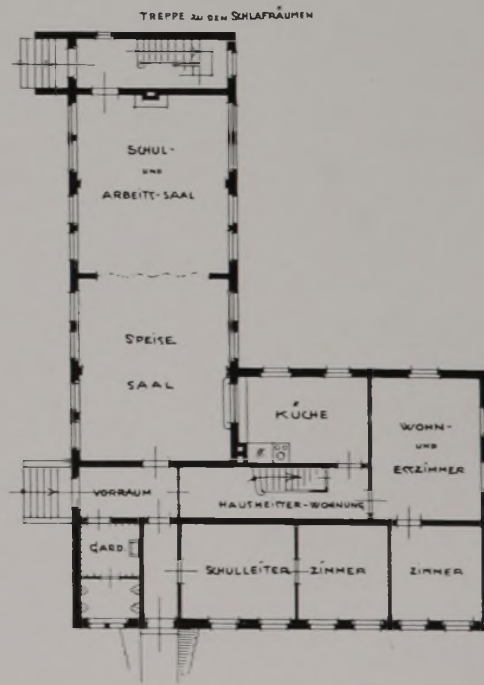 TREPPE ZU DEN SCHLAFRÄUMEN
SCHUL-
UND
ARBEITS-SAAL
SPEISE
SAAL
KÜCHE
WOHN-
UND
ESSZIMMER
VORRAUM
HAUSMEISTER-WOHNUNG
GARD.
SCHULLEITER
ZIMMER
ZIMMER